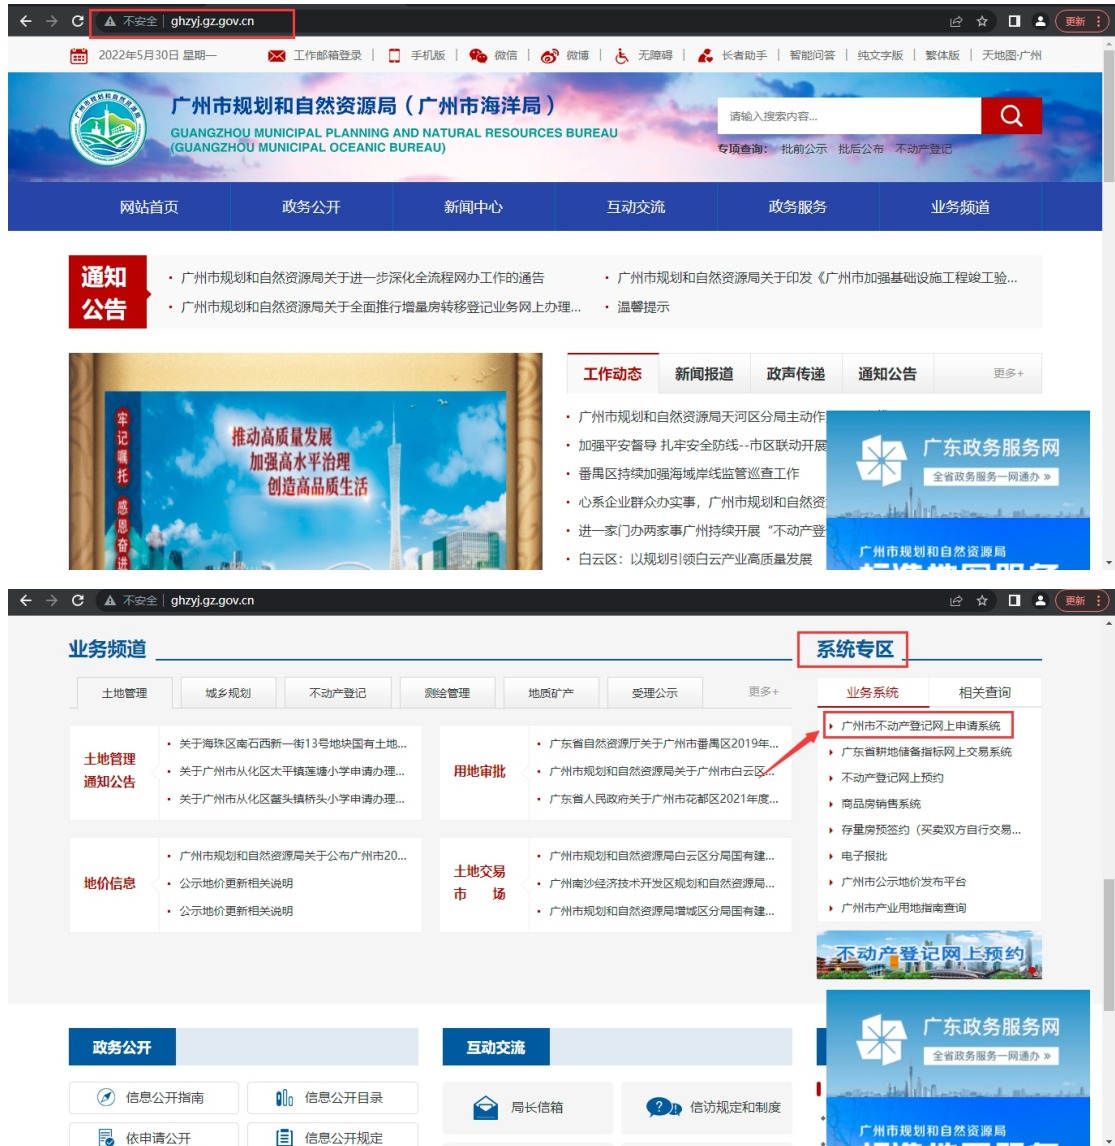 不安全 ghzyj.gz.gov.cn 更新
2022年5月30日 星期一 工作邮箱登录 | 手机版 | 微信 | 微博 | 无障碍 | 长者助手 | 智能问答 | 纯文字版 | 繁体版 | 天地图·广州
广州市规划和自然资源局（广州市海洋局）
GUANGZHOU MUNICIPAL PLANNING AND NATURAL RESOURCES BUREAU
(GUANGZHOU MUNICIPAL OCEANIC BUREAU)
请输入搜索内容...
专项查询： 批前公示 批后公布 不动产登记
网站首页 政务公开 新闻中心 互动交流 政务服务 业务频道
通知
公告
· 广州市规划和自然资源局关于进一步深化全流程网办工作的通告
· 广州市规划和自然资源局关于印发《广州市加强基础设施工程竣工验...
· 广州市规划和自然资源局关于全面推行增量房转移登记业务网上办理...
· 温馨提示
牢记嘱托 感恩奋进
推动高质量发展
加强高水平治理
创造高品质生活
工作动态 新闻报道 政声传递 通知公告 更多+
· 广州市规划和自然资源局天河区分局主动作
· 加强平安督导 扎牢安全防线--市区联动开展
· 番禺区持续加强海域岸线监管巡查工作
· 心系企业群众办实事，广州市规划和自然资
· 进一家门办两家事广州持续开展“不动产登
· 白云区：以规划引领白云产业高质量发展
广东政务服务网
全省政务服务一网通办 »
广州市规划和自然资源局
标准地图服务
不安全 ghzyj.gz.gov.cn 更新
业务频道
土地管理 城乡规划 不动产登记 测绘管理 地质矿产 受理公示 更多+
土地管理
通知公告
· 关于海珠区南石西新一街13号地块国有土地...
· 关于广州市从化区太平镇莲塘小学申请办理...
· 关于广州市从化区鳌头镇桥头小学申请办理...
用地审批
· 广东省自然资源厅关于广州市番禺区2019年...
· 广州市规划和自然资源局关于广州市白云区...
· 广东省人民政府关于广州市花都区2021年度...
地价信息
· 广州市规划和自然资源局关于公布广州市20...
· 公示地价更新相关说明
· 公示地价更新相关说明
土地交易
市 场
· 广州市规划和自然资源局白云区分局国有建...
· 广州南沙经济技术开发区规划和自然资源局...
· 广州市规划和自然资源局增城区分局国有建...
系统专区
业务系统 相关查询
广州市不动产登记网上申请系统
广东省耕地储备指标网上交易系统
不动产登记网上预约
商品房销售系统
存量房预签约（买卖双方自行交易...
电子报批
广州市公示地价发布平台
广州市产业用地指南查询
不动产登记网上预约
政务公开
信息公开指南 信息公开目录
依申请公开 信息公开规定
互动交流
局长信箱 信访规定和制度
广东政务服务网
全省政务服务一网通办 »
广州市规划和自然资源局